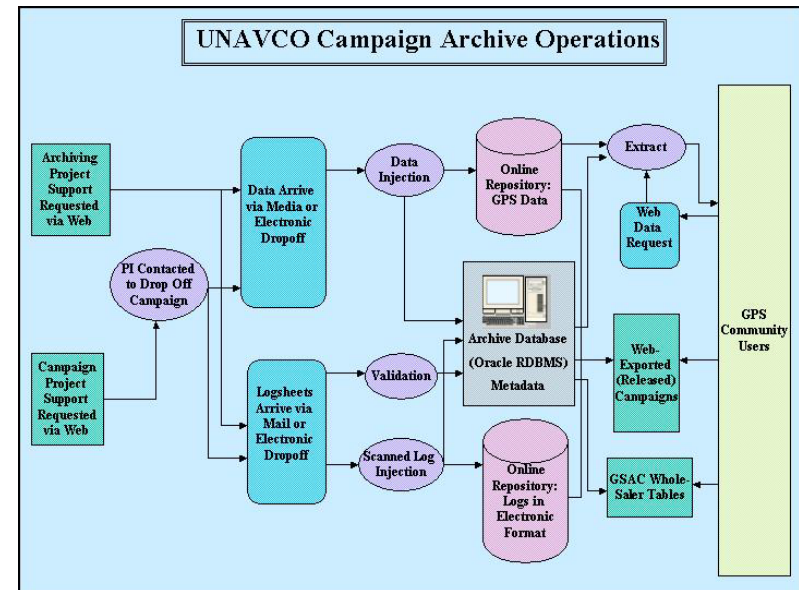 UNAVCO Campaign Archive Operations
Archiving
Project
Support
Requested
via Web
Data Arrive
via Media or
Electronic
Dropoff
Data
Injection
Online
Repository:
GPS Data
Extract
Web
Data
Request
PI Contacted
to Drop Off
Campaign
Campaign
Project
Support
Requested
via Web
Logsheets
Arrive via
Mail or
Electronic
Dropoff
Validation
Scanned Log
Injection
Archive Database
(Oracle RDBMS)
Metadata
Online
Repository:
Logs in
Electronic
Format
Web-
Exported
(Released)
Campaigns
GSAC Whole-
Saler Tables
GPS
Community
Users